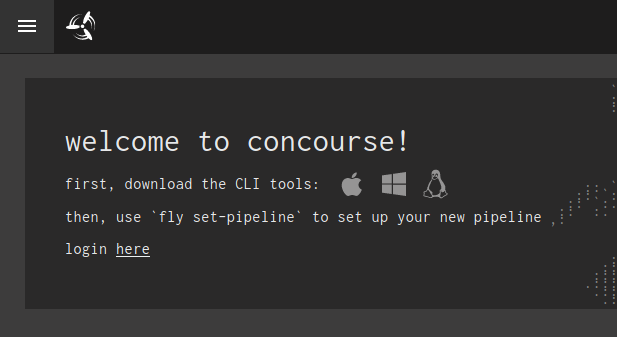 welcome to concourse!
first, download the CLI tools:
then, use `fly set-pipeline` to set up your new pipeline
login here